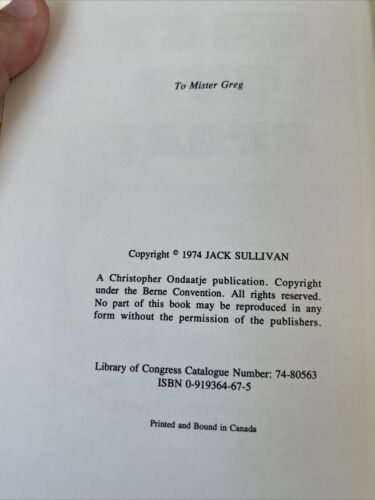 To Mister Greg
Copyright © 1974 JACK SULLIVAN
A Christopher Ondaatje publication. Copyright
under the Berne Convention. All rights reserved.
No part of this book may be reproduced in any
form without the permission of the publishers.
Library of Congress Catalogue Number: 74-80563
ISBN 0-919364-67-5
Printed and Bound in Canada